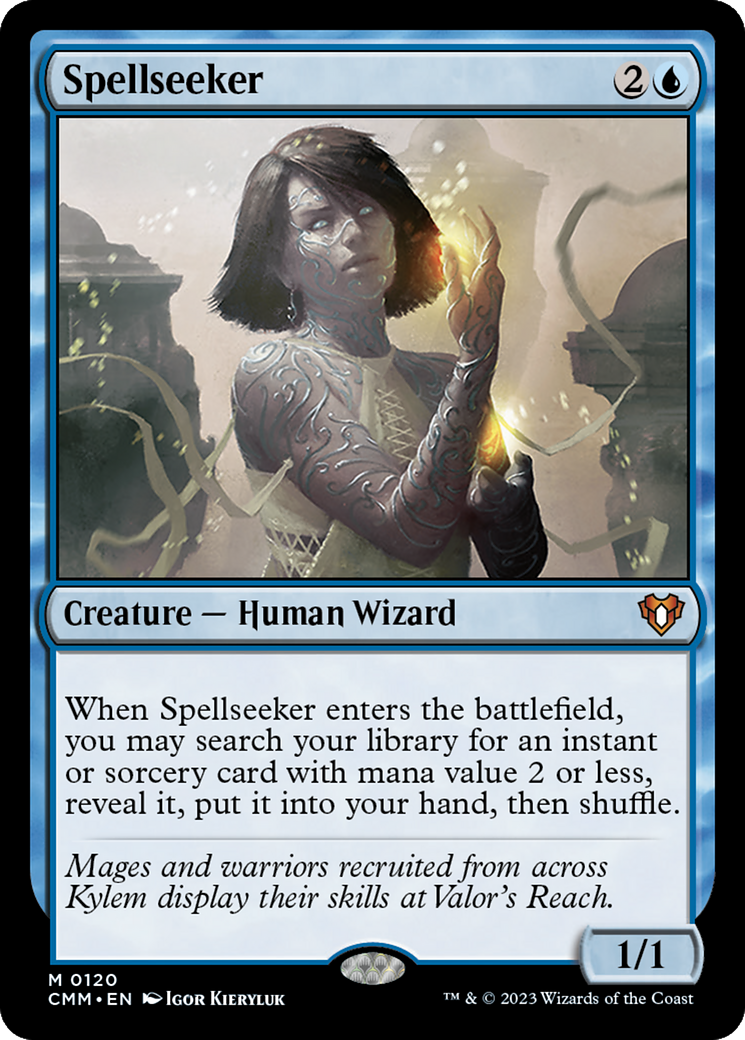 Spellseeker 2
Creature — Human Wizard
When Spellseeker enters the battlefield,
you may search your library for an instant
or sorcery card with mana value 2 or less,
reveal it, put it into your hand, then shuffle.
Mages and warriors recruited from across
Kylem display their skills at Valor's Reach.
1/1
M 0120
CMM • EN Igor Kieryluk
™ & © 2023 Wizards of the Coast